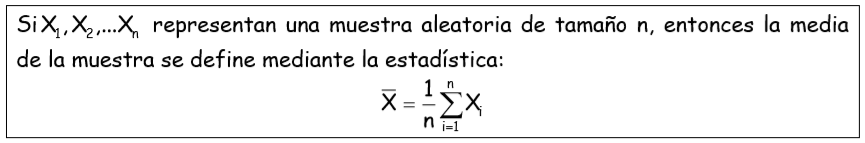 Si X₁, X₂,...Xₙ representan una muestra aleatoria de tamaño n, entonces la media
de la muestra se define mediante la estadística:
X̄ = 1/n ∑ᵢ₌₁ⁿ Xᵢ